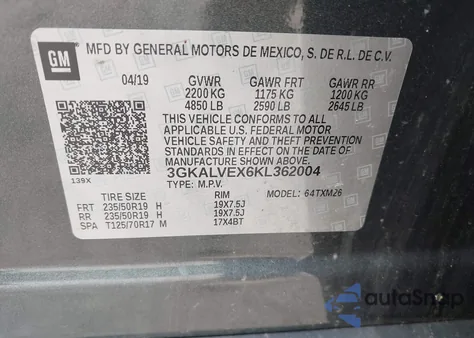 GM
MFD BY GENERAL MOTORS DE MEXICO, S. DE R.L. DE C.V.
04/19 GVWR GAWR FRT GAWR RR
2200 KG 1175 KG 1200 KG
4850 LB 2590 LB 2645 LB
THIS VEHICLE CONFORMS TO ALL
APPLICABLE U.S. FEDERAL MOTOR
VEHICLE SAFETY AND THEFT PREVENTION
STANDARDS IN EFFECT ON THE DATE OF
MANUFACTURE SHOWN ABOVE.
139X
3GKALVEX6KL362004
TYPE: M.P.V.
MODEL: 64TXM26
TIRE SIZE RIM
FRT 235/50R19 H 19X7.5J
RR 235/50R19 H 19X7.5J
SPA T125/70R17 M 17X4BT
autoSnap